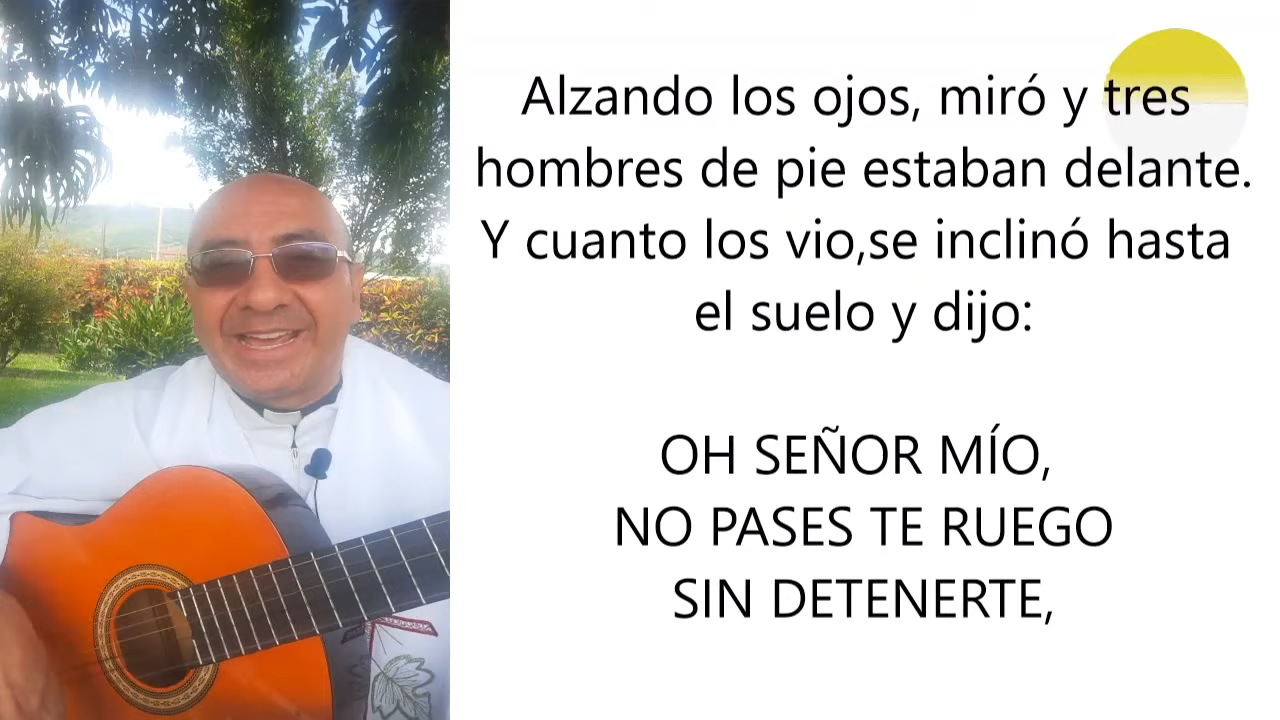 Alzando los ojos, miró y tres
hombres de pie estaban delante.
Y cuanto los vio,se inclinó hasta
el suelo y dijo:
OH SEÑOR MÍO,
NO PASES TE RUEGO
SIN DETENERTE,